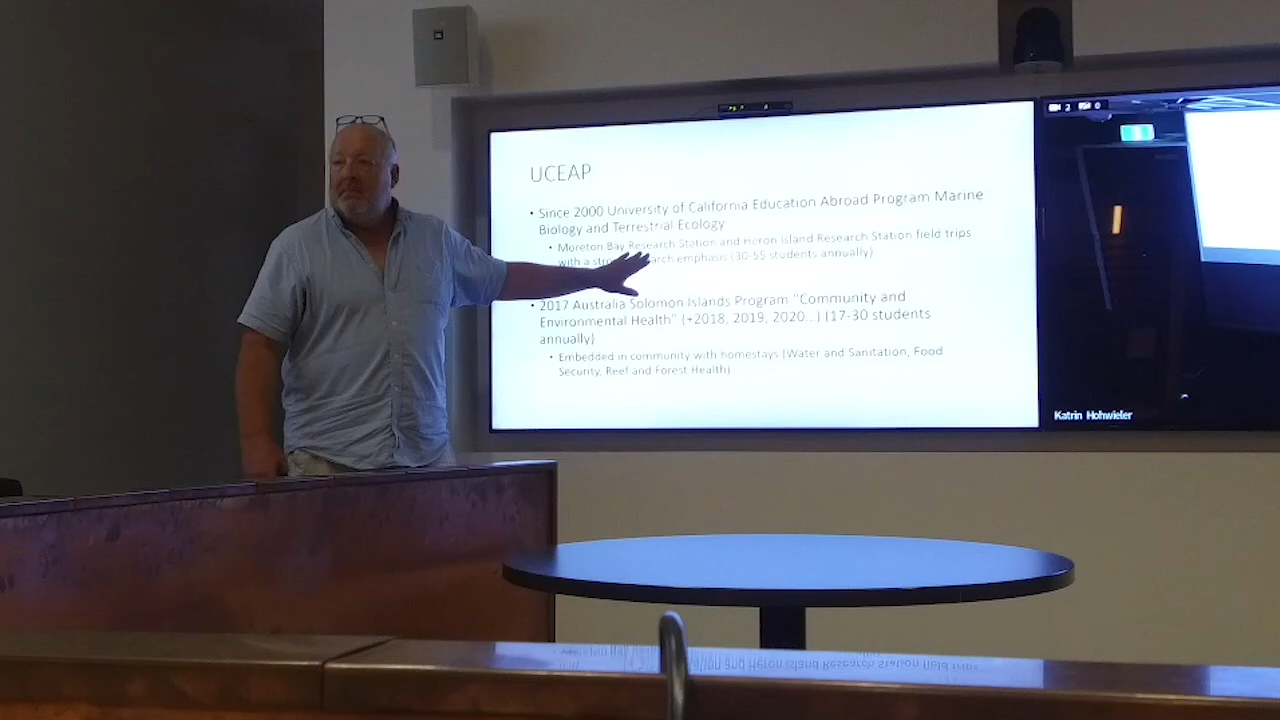 UCEAP
• Since 2000 University of California Education Abroad Program Marine
Biology and Terrestrial Ecology
• Moreton Bay Research Station and Heron Island Research Station field trips
with a emphasis (30-55 students annually)
• 2017 Australia Solomon Islands Program "Community and
Environmental Health" (+2018, 2019, 2020...) (17-30 students
annually)
• Embedded in community with homestays (Water and Sanitation, Food
Security, Reef and Forest Health)
2 0
Katrin Hohwieler
JBL